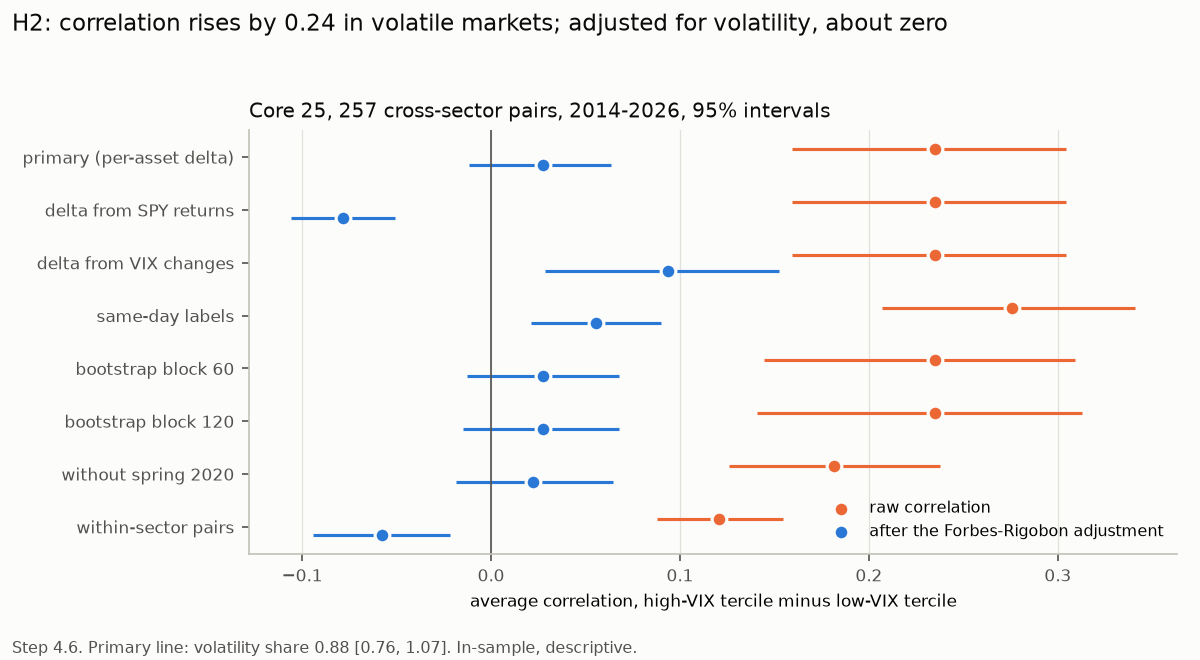 H2: correlation rises by 0.24 in volatile markets; adjusted for volatility, about zero
Core 25, 257 cross-sector pairs, 2014-2026, 95% intervals
primary (per-asset delta)
delta from SPY returns
delta from VIX changes
same-day labels
bootstrap block 60
bootstrap block 120
without spring 2020
within-sector pairs
raw correlation
after the Forbes-Rigobon adjustment
−0.1 0.0 0.1 0.2 0.3
average correlation, high-VIX tercile minus low-VIX tercile
Step 4.6. Primary line: volatility share 0.88 [0.76, 1.07]. In-sample, descriptive.